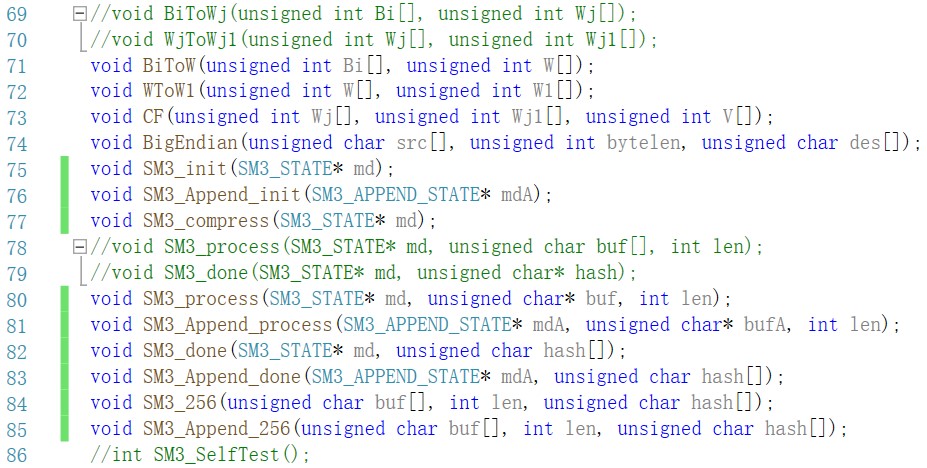 69 //void BiToWj(unsigned int Bi[], unsigned int Wj[]);
70 //void WjToWj1(unsigned int Wj[], unsigned int Wj1[]);
71 void BiToW(unsigned int Bi[], unsigned int W[]);
72 void WToW1(unsigned int W[], unsigned int W1[]);
73 void CF(unsigned int Wj[], unsigned int Wj1[], unsigned int V[]);
74 void BigEndian(unsigned char src[], unsigned int bytelen, unsigned char des[]);
75 void SM3_init(SM3_STATE* md);
76 void SM3_Append_init(SM3_APPEND_STATE* mdA);
77 void SM3_compress(SM3_STATE* md);
78 //void SM3_process(SM3_STATE* md, unsigned char buf[], int len);
79 //void SM3_done(SM3_STATE* md, unsigned char* hash);
80 void SM3_process(SM3_STATE* md, unsigned char* buf, int len);
81 void SM3_Append_process(SM3_APPEND_STATE* mdA, unsigned char* bufA, int len);
82 void SM3_done(SM3_STATE* md, unsigned char hash[]);
83 void SM3_Append_done(SM3_APPEND_STATE* mdA, unsigned char hash[]);
84 void SM3_256(unsigned char buf[], int len, unsigned char hash[]);
85 void SM3_Append_256(unsigned char buf[], int len, unsigned char hash[]);
86 //int SM3_SelfTest();